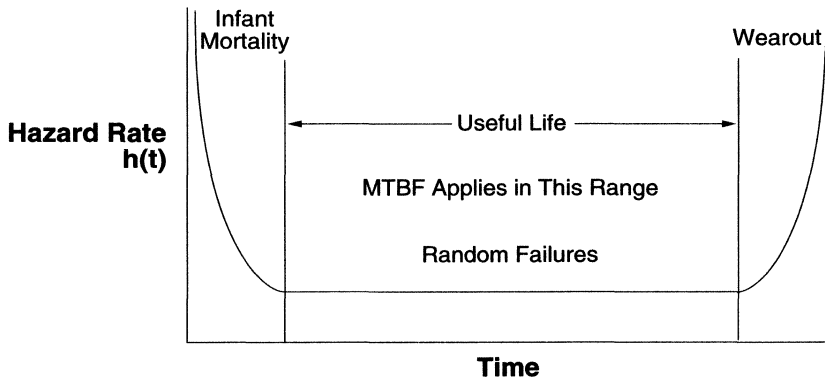 Infant
Mortality
Wearout
Useful Life
Hazard Rate
h(t)
MTBF Applies in This Range
Random Failures
Time